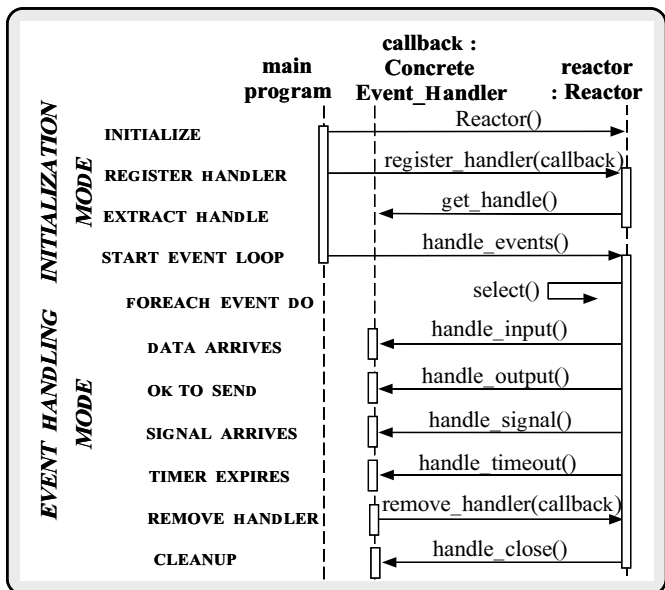 callback :
main Concrete reactor
program Event_Handler : Reactor
INITIALIZATION
MODE
INITIALIZE Reactor()
REGISTER HANDLER register_handler(callback)
EXTRACT HANDLE get_handle()
START EVENT LOOP handle_events()
EVENT HANDLING
MODE
FOREACH EVENT DO select()
DATA ARRIVES handle_input()
OK TO SEND handle_output()
SIGNAL ARRIVES handle_signal()
TIMER EXPIRES handle_timeout()
REMOVE HANDLER remove_handler(callback)
CLEANUP handle_close()